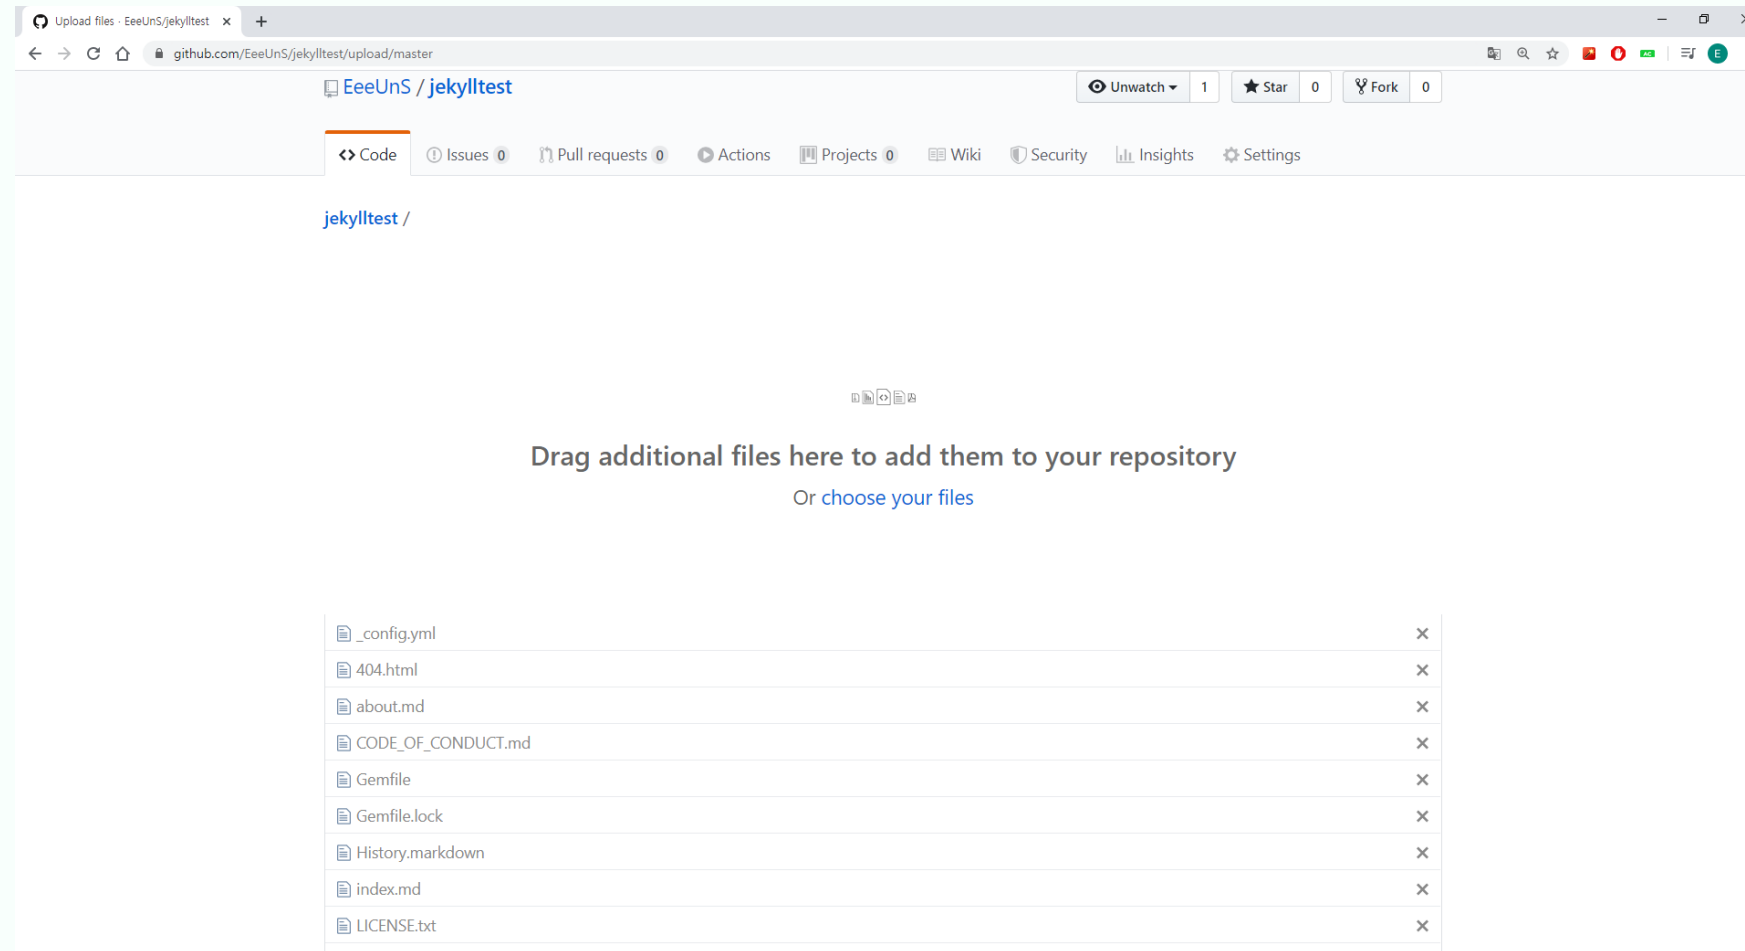 Upload files · EeeUnS/jekylltest
github.com/EeeUnS/jekylltest/upload/master
AC
E
EeeUnS / jekylltest
Unwatch 1 Star 0 Fork 0
Code Issues 0 Pull requests 0 Actions Projects 0 Wiki Security Insights Settings
jekylltest /
Drag additional files here to add them to your repository
Or choose your files
_config.yml
404.html
about.md
CODE_OF_CONDUCT.md
Gemfile
Gemfile.lock
History.markdown
index.md
LICENSE.txt